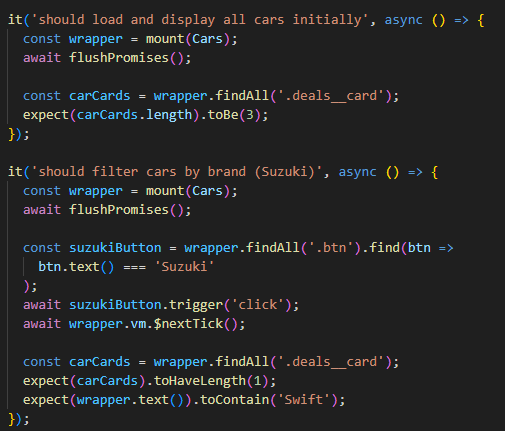 it('should load and display all cars initially', async () => {
  const wrapper = mount(Cars);
  await flushPromises();

  const carCards = wrapper.findAll('.deals__card');
  expect(carCards.length).toBe(3);
});

it('should filter cars by brand (Suzuki)', async () => {
  const wrapper = mount(Cars);
  await flushPromises();

  const suzukiButton = wrapper.findAll('.btn').find(btn =>
    btn.text() === 'Suzuki'
  );
  await suzukiButton.trigger('click');
  await wrapper.vm.$nextTick();

  const carCards = wrapper.findAll('.deals__card');
  expect(carCards).toHaveLength(1);
  expect(wrapper.text()).toContain('Swift');
});